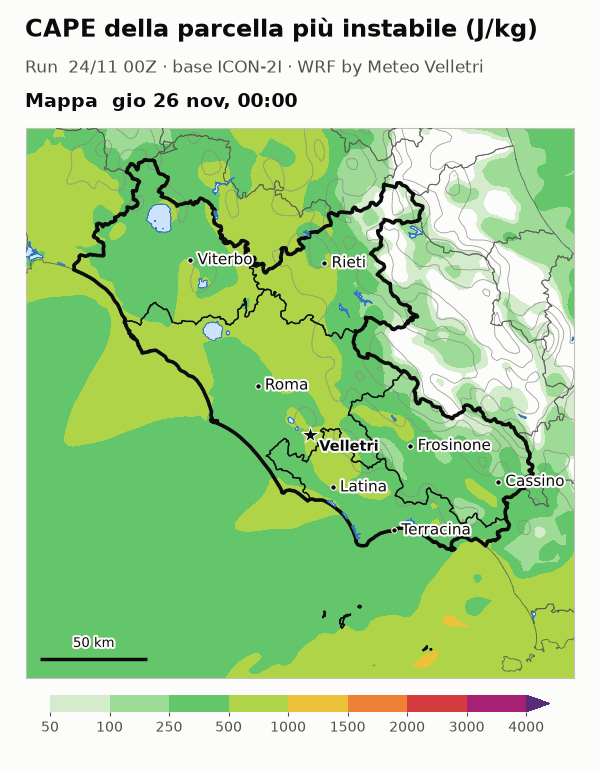 CAPE della parcella più instabile (J/kg)
Run 24/11 00Z · base ICON-2I · WRF by Meteo Velletri
Mappa gio 26 nov, 00:00
Viterbo
Rieti
Roma
Velletri
Frosinone
Cassino
Latina
Terracina
50 km
50 100 250 500 1000 1500 2000 3000 4000